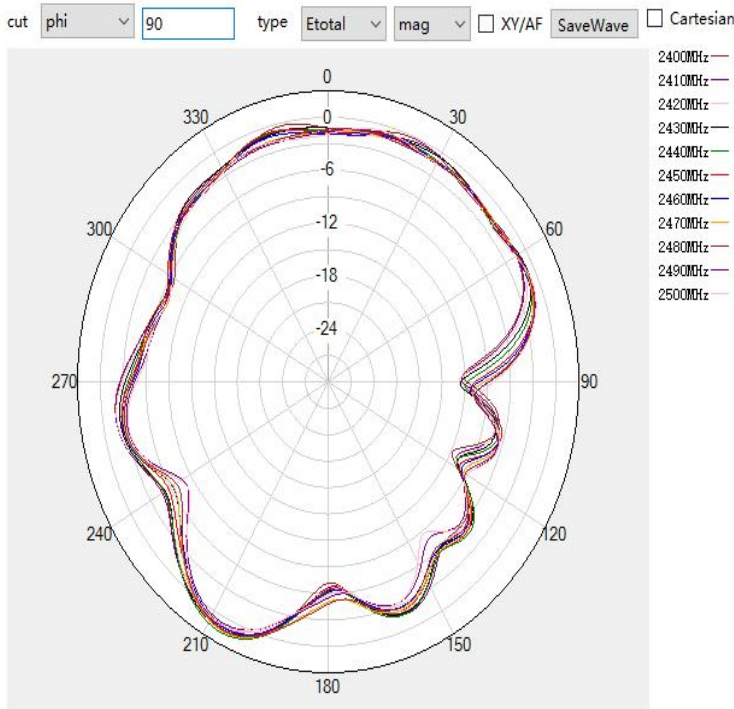 cut phi 90 type Etotal mag XY/AF SaveWave Cartesian
2400MHz
2410MHz
2420MHz
2430MHz
2440MHz
2450MHz
2460MHz
2470MHz
2480MHz
2490MHz
2500MHz
0
330
0
30
-6
300
-12
60
-18
-24
270
90
240
120
210
150
180